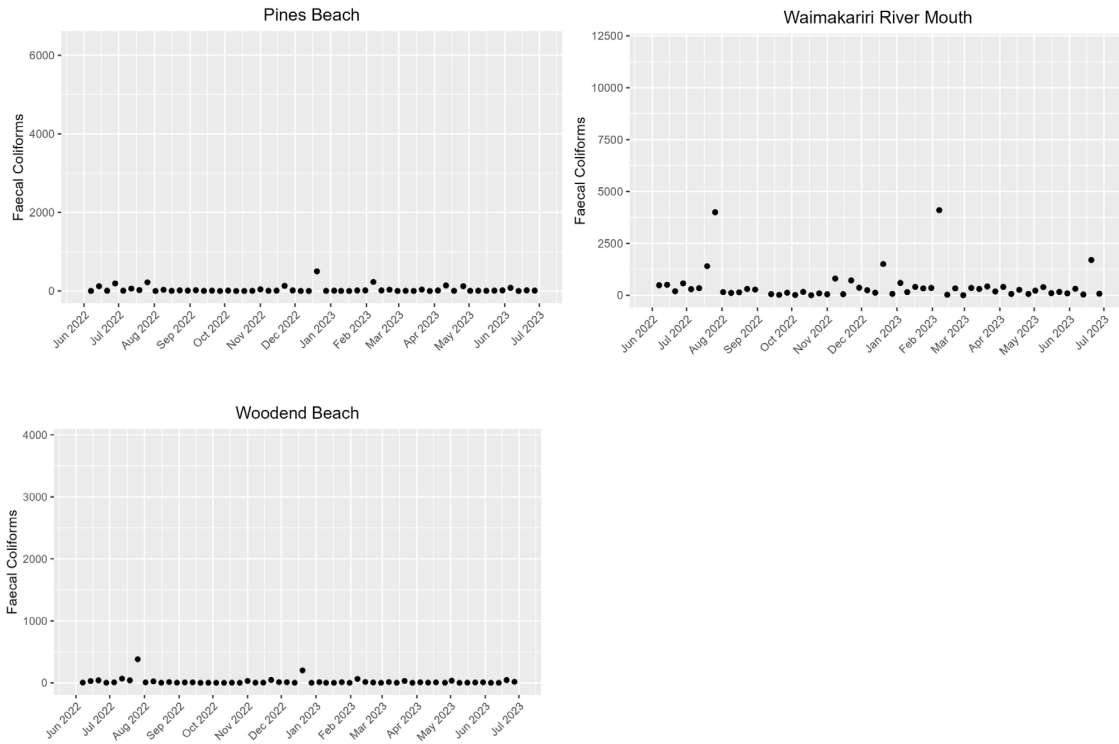 Pines Beach
Faecal Coliforms
6000
4000
2000
0
Jun 2022
Jul 2022
Aug 2022
Sep 2022
Oct 2022
Nov 2022
Dec 2022
Jan 2023
Feb 2023
Mar 2023
Apr 2023
May 2023
Jun 2023
Jul 2023
Waimakariri River Mouth
Faecal Coliforms
12500
10000
7500
5000
2500
0
Jun 2022
Jul 2022
Aug 2022
Sep 2022
Oct 2022
Nov 2022
Dec 2022
Jan 2023
Feb 2023
Mar 2023
Apr 2023
May 2023
Jun 2023
Jul 2023
Woodend Beach
Faecal Coliforms
4000
3000
2000
1000
0
Jun 2022
Jul 2022
Aug 2022
Sep 2022
Oct 2022
Nov 2022
Dec 2022
Jan 2023
Feb 2023
Mar 2023
Apr 2023
May 2023
Jun 2023
Jul 2023